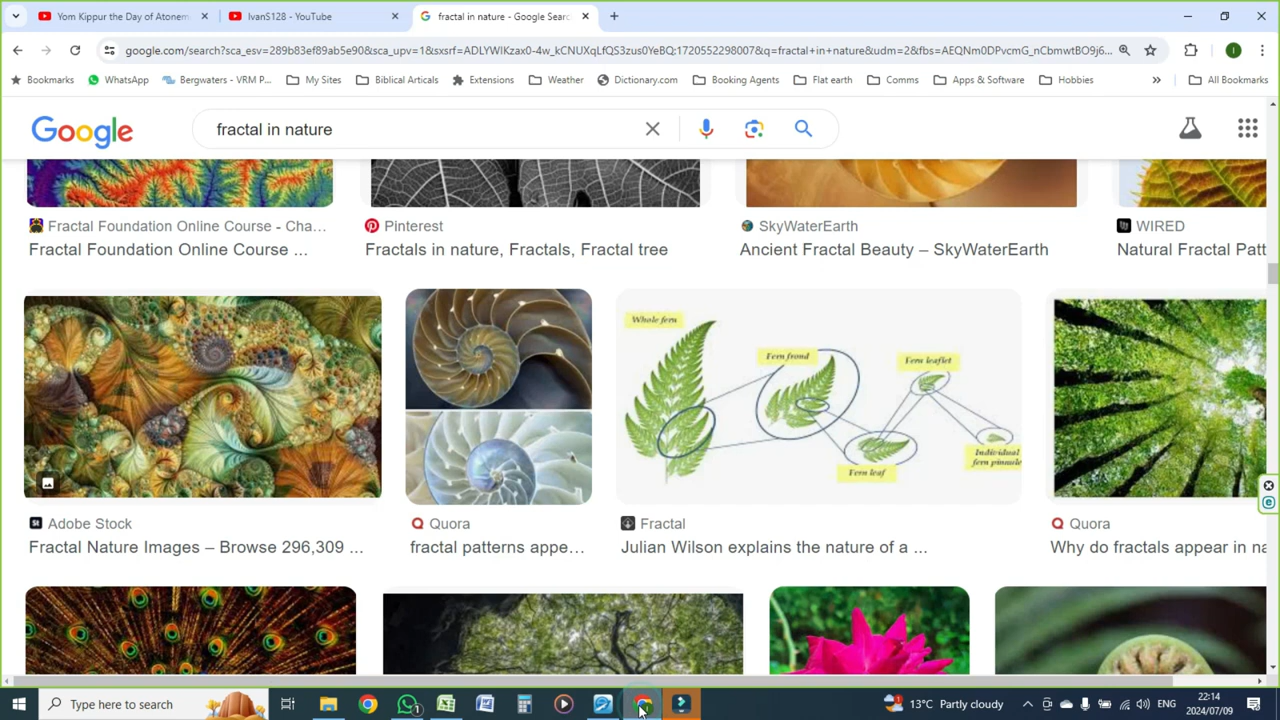 Yom Kippur the Day of Atonem
IvanS128 - YouTube
fractal in nature - Google Searc
google.com/search?sca_esv=289b83ef89ab5e90&sca_upv=1&sxsrf=ADLYWIKzax0-4w_kCNUXqLfQS3zus0YeBQ:1720552298007&q=fractal+in+nature&udm=2&fbs=AEQNm0DPvcmG_nCbmwtBO9j6...
Bookmarks WhatsApp Bergwaters - VRM P... My Sites Biblical Articals Extensions Weather Dictionary.com Booking Agents Flat earth Comms Apps & Software Hobbies » All Bookmarks
Google
fractal in nature
Fractal Foundation Online Course - Cha...
Fractal Foundation Online Course ...
Pinterest
Fractals in nature, Fractals, Fractal tree
SkyWaterEarth
Ancient Fractal Beauty – SkyWaterEarth
WIRED
Natural Fractal Patt
Whole fern
Fern frond
Fern leaflet
Fern leaf
Individual
fern pinnule
Adobe Stock
Fractal Nature Images – Browse 296,309 ...
Quora
fractal patterns appe...
Fractal
Julian Wilson explains the nature of a ...
Quora
Why do fractals appear in na
Type here to search
1
13°C Partly cloudy
ENG
22:14
2024/07/09